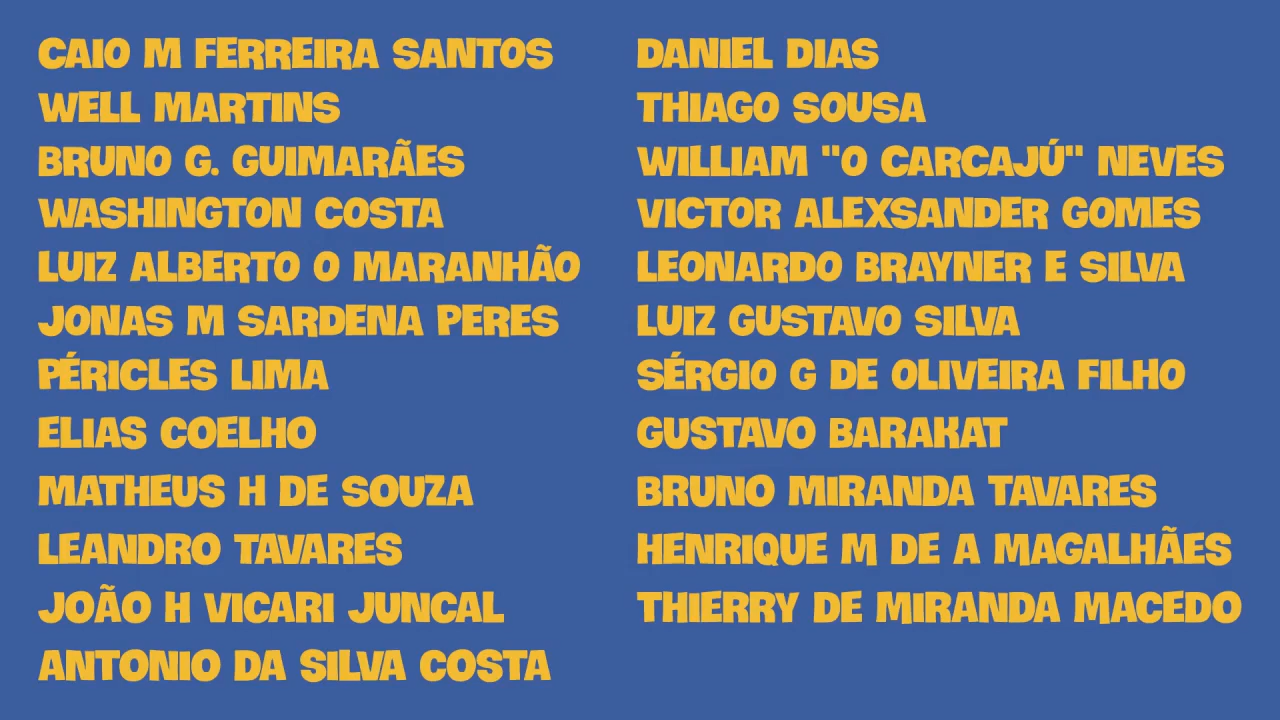 CAIO M FERREIRA SANTOS
WELL MARTINS
BRUNO G. GUIMARÃES
WASHINGTON COSTA
LUIZ ALBERTO O MARANHÃO
JONAS M SARDENA PERES
PÉRICLES LIMA
ELIAS COELHO
MATHEUS H DE SOUZA
LEANDRO TAVARES
JOÃO H VICARI JUNCAL
ANTONIO DA SILVA COSTA
DANIEL DIAS
THIAGO SOUSA
WILLIAM "O CARCAJÚ" NEVES
VICTOR ALEXSANDER GOMES
LEONARDO BRAYNER E SILVA
LUIZ GUSTAVO SILVA
SÉRGIO G DE OLIVEIRA FILHO
GUSTAVO BARAKAT
BRUNO MIRANDA TAVARES
HENRIQUE M DE A MAGALHÃES
THIERRY DE MIRANDA MACEDO